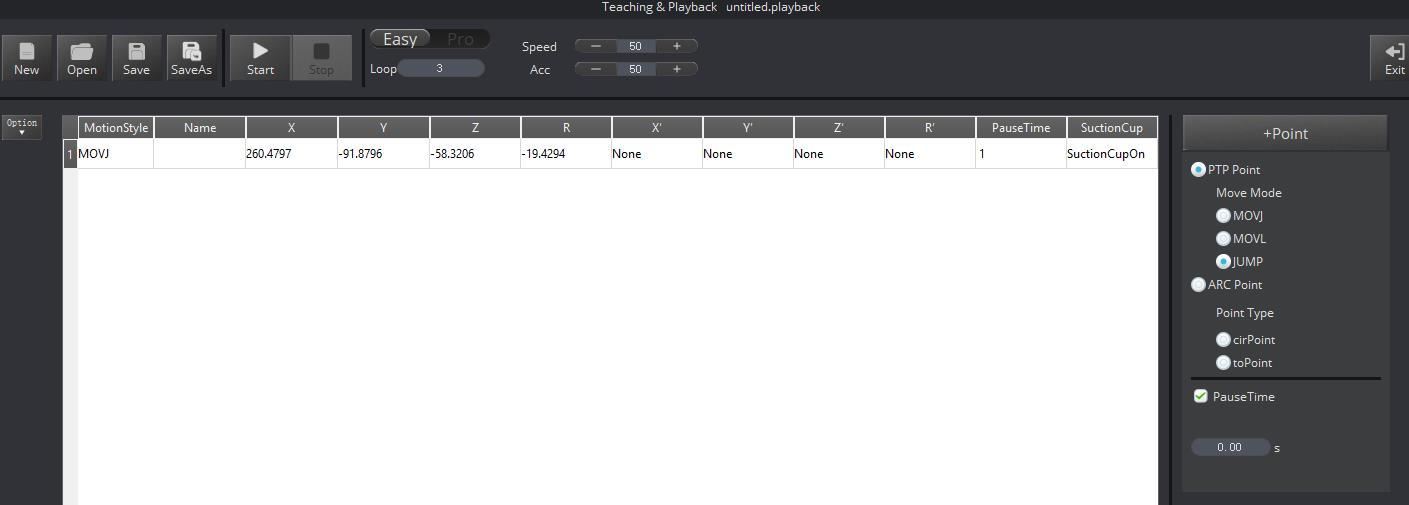 Teaching & Playback untitled.playback
New Open Save SaveAs Start Stop
Easy Pro
Loop 3
Speed − 50 +
Acc − 50 +
Exit
Option
MotionStyle Name X Y Z R X' Y' Z' R' PauseTime SuctionCup
1 MOVJ 260.4797 -91.8796 -58.3206 -19.4294 None None None None 1 SuctionCupOn
+Point
PTP Point
Move Mode
MOVJ
MOVL
JUMP
ARC Point
Point Type
cirPoint
toPoint
PauseTime
0.00 s